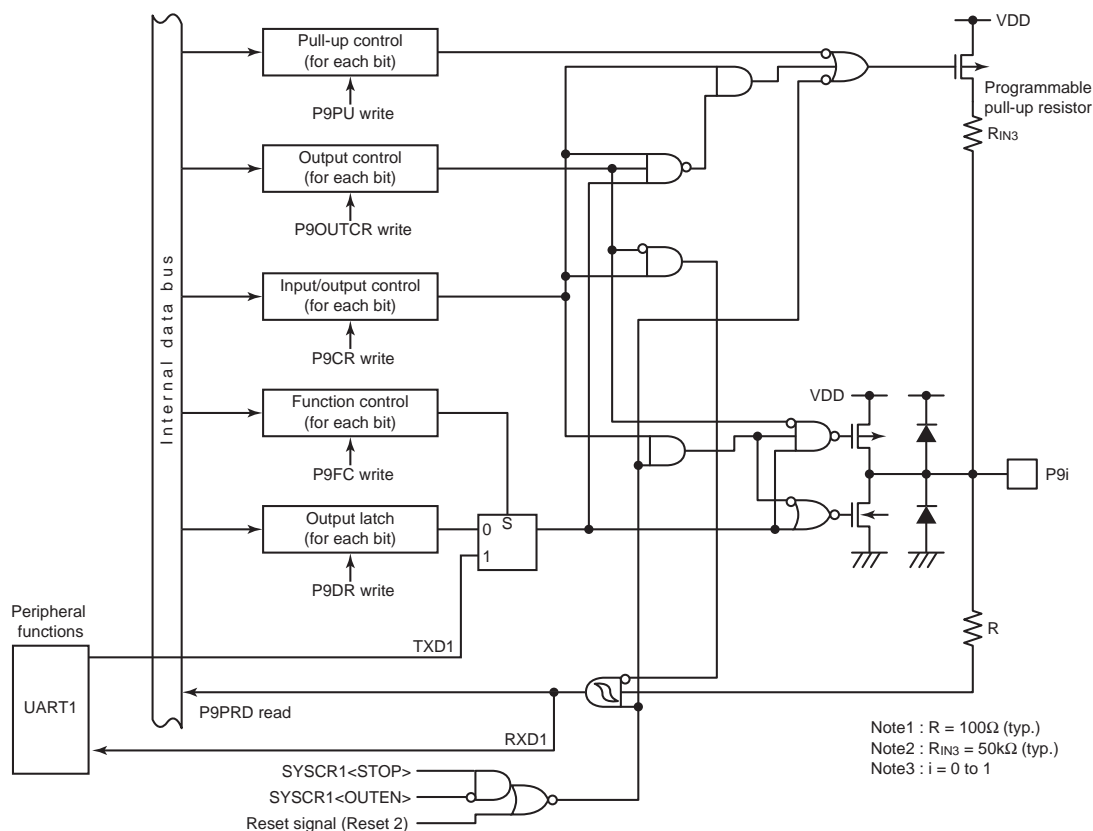 VDD
Pull-up control
(for each bit)
P9PU write
Programmable
pull-up resistor
RIN3
Output control
(for each bit)
P9OUTCR write
Internal data bus
Input/output control
(for each bit)
P9CR write
VDD
Function control
(for each bit)
P9FC write
P9i
Output latch
(for each bit)
0
S
1
P9DR write
Peripheral
functions
TXD1
R
UART1
P9PRD read
RXD1
Note1 : R = 100Ω (typ.)
Note2 : RIN3 = 50kΩ (typ.)
Note3 : i = 0 to 1
SYSCR1<STOP>
SYSCR1<OUTEN>
Reset signal (Reset 2)